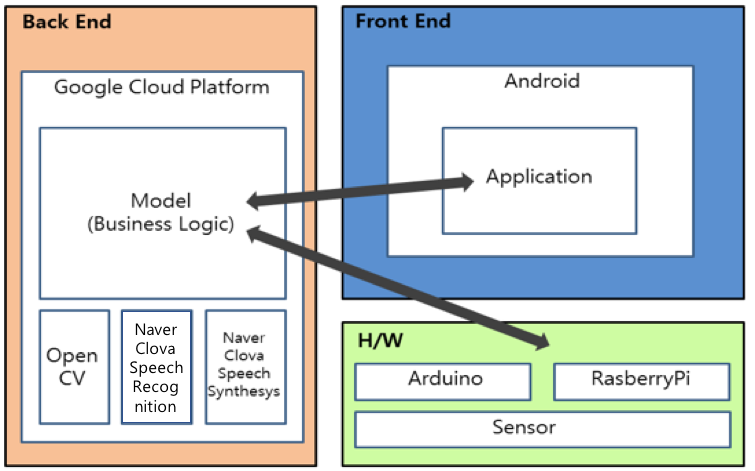 Back End
Google Cloud Platform
Model
(Business Logic)
Open
CV
Naver
Clova
Speech
Recog
nition
Naver
Clova
Speech
Synthesys
Front End
Android
Application
H/W
Arduino
RasberryPi
Sensor